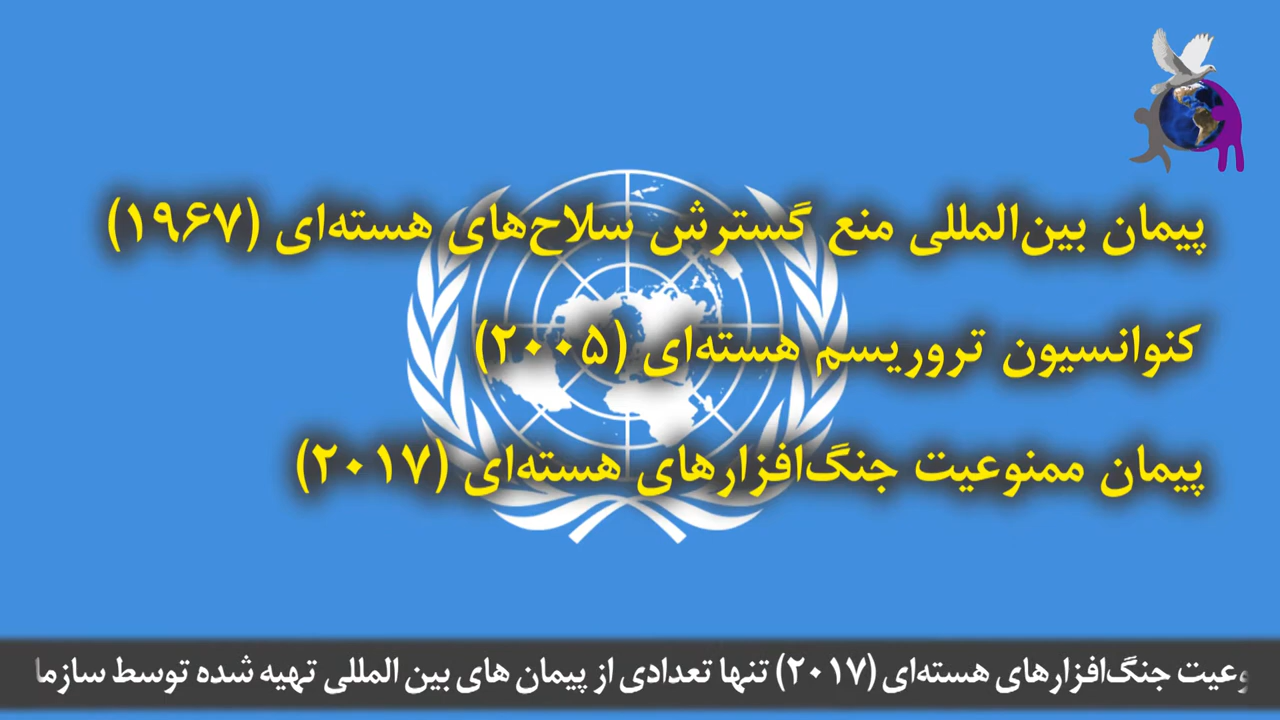 پیمان بین‌المللی منع گسترش سلاح‌های هسته‌ای (۱۹۶۷)
کنوانسیون تروریسم هسته‌ای (۲۰۰۵)
پیمان ممنوعیت جنگ‌افزارهای هسته‌ای (۲۰۱۷)
وعیت جنگ‌افزارهای هسته‌ای (۲۰۱۷) تنها تعدادی از پیمان های بین المللی تهیه شده توسط سازما